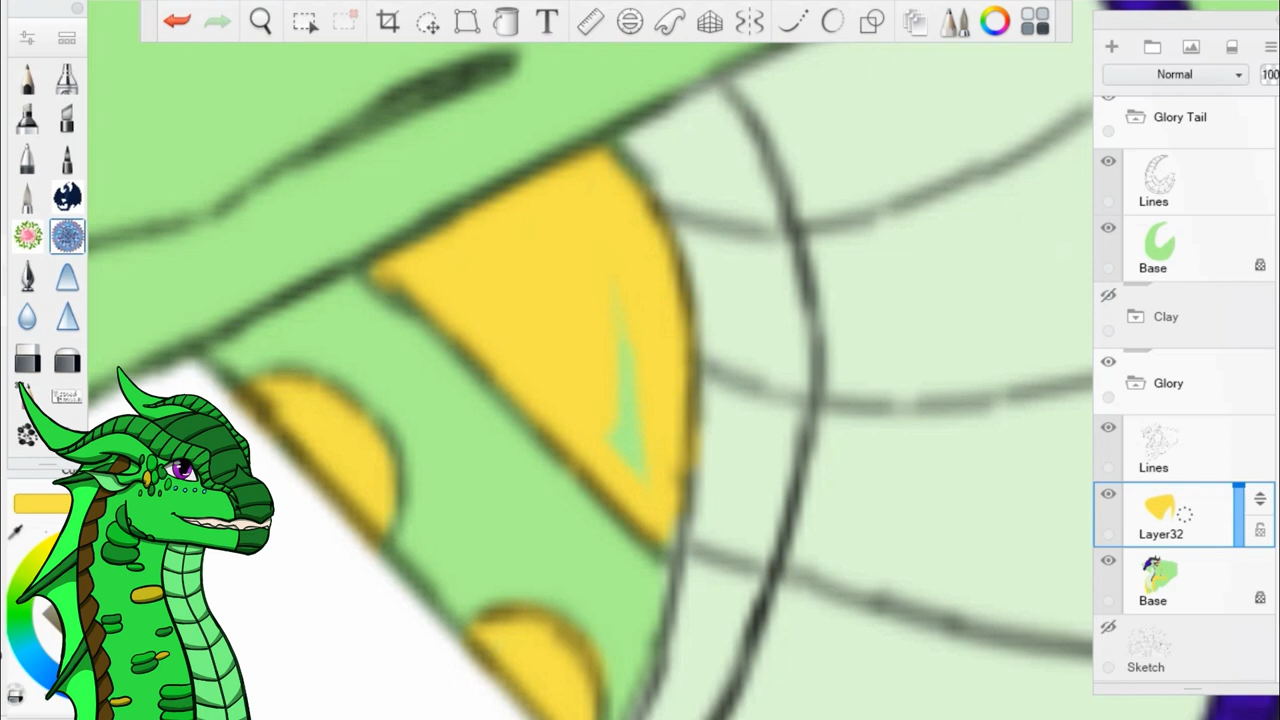 T
Normal
100
Glory Tail
Lines
Base
Clay
Glory
Lines
Layer32
Base
Sketch